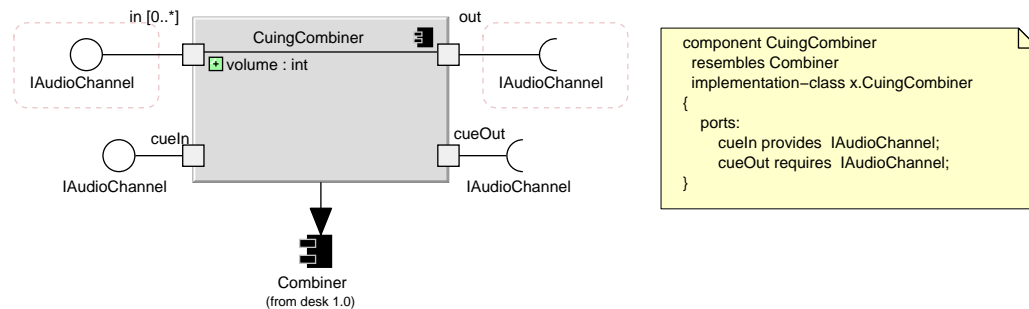 in [0..*]
out
CuingCombiner
+ volume : int
IAudioChannel
IAudioChannel
cueIn
cueOut
IAudioChannel
IAudioChannel
Combiner
(from desk 1.0)
component CuingCombiner
resembles Combiner
implementation−class x.CuingCombiner
{
ports:
cueIn provides IAudioChannel;
cueOut requires IAudioChannel;
}